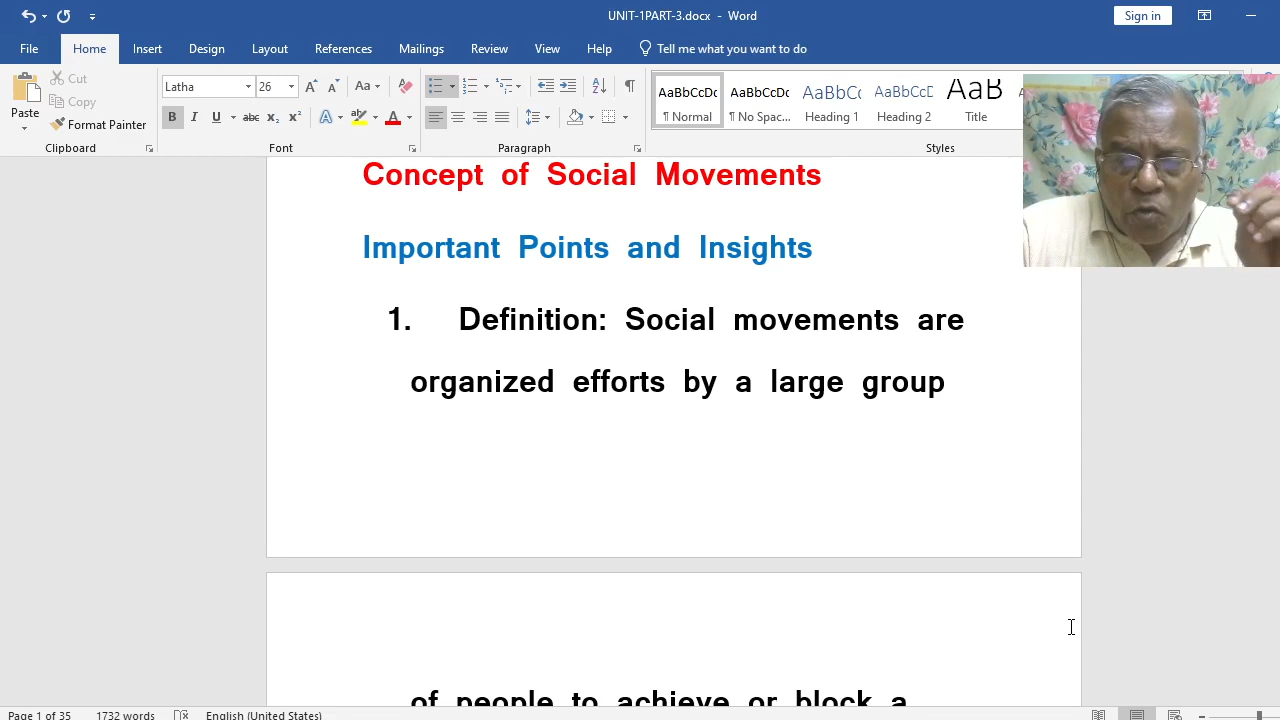 UNIT-1PART-3.docx - Word
Sign in
File Home Insert Design Layout References Mailings Review View Help Tell me what you want to do
Paste
Cut
Copy
Format Painter
Clipboard
Latha 26
Font
Paragraph
AaBbCcDc AaBbCcDc AaBbCc AaBbCcD AaB
¶ Normal ¶ No Spac... Heading 1 Heading 2 Title
Styles
Concept of Social Movements
Important Points and Insights
1. Definition: Social movements are
organized efforts by a large group
of people to achieve or block a
Page 1 of 35 1732 words English (United States)